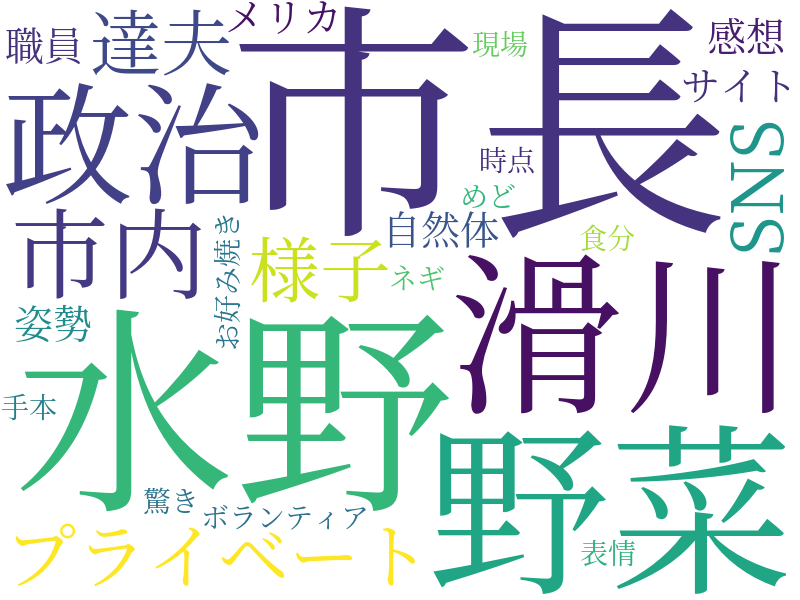 職員
達夫
メリカ
市長
現場
感想
サイト
政治
時点
SNS
めど
市内
お好み焼き
自然体
食分
様子
ネギ
滑川
姿勢
水野
手本
野菜
驚き
ボランティア
プライベート
表情